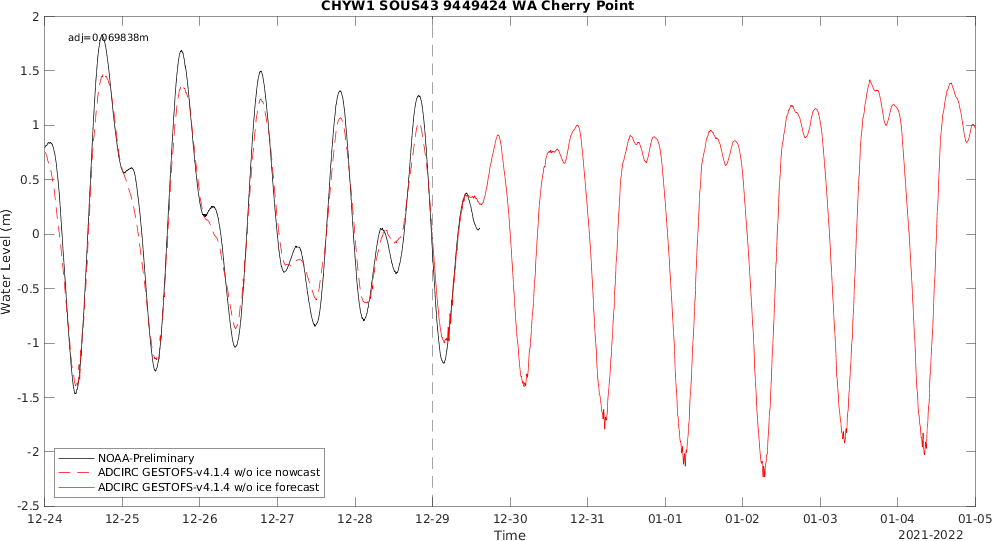 CHYW1 SOUS43 9449424 WA Cherry Point
adj=0.069838m
Water Level (m)
2
1.5
1
0.5
0
-0.5
-1
-1.5
-2
-2.5
NOAA-Preliminary
ADCIRC GESTOFS-v4.1.4 w/o ice nowcast
ADCIRC GESTOFS-v4.1.4 w/o ice forecast
12-24 12-25 12-26 12-27 12-28 12-29 12-30 12-31 01-01 01-02 01-03 01-04 01-05
Time
2021-2022